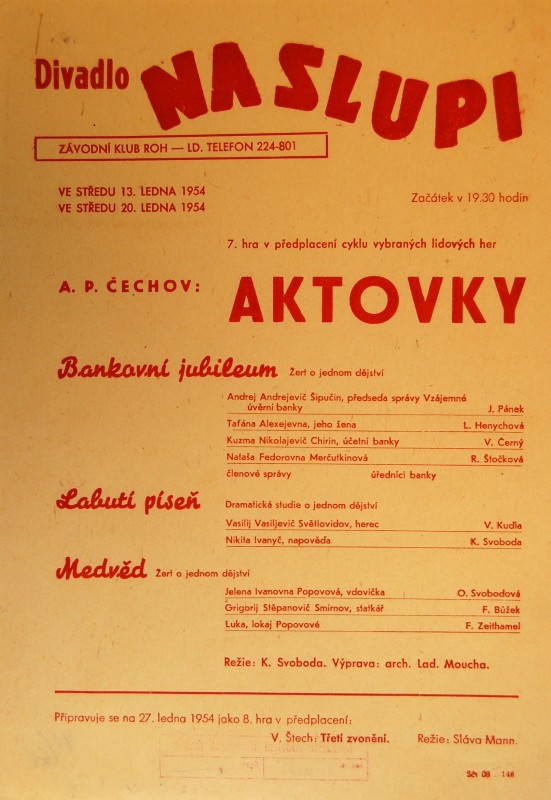 Divadlo NA SLUPI
ZÁVODNÍ KLUB ROH — LD. TELEFON 224-801
VE STŘEDU 13. LEDNA 1954
VE STŘEDU 20. LEDNA 1954
Začátek v 19.30 hodin
7. hra v předplacení cyklu vybraných lidových her
A. P. ČECHOV: AKTOVKY
Bankovní jubileum Žert o jednom dějství
Andrej Andrejevič Šipučin, předseda správy Vzájemné
úvěrní banky J. Pánek
Taťána Alexejevna, jeho žena L. Henychová
Kuzma Nikolajevič Chirin, účetní banky V. Černý
Nataša Fedorovna Merčutkinová R. Štočková
členové správy úředníci banky
Labutí píseň Dramatická studie o jednom dějství
Vasilij Vasiljevič Světlovidov, herec V. Kudla
Nikita Ivanyč, napověda K. Svoboda
Medvěd Žert o jednom dějství
Jelena Ivanovna Popovová, vdovička O. Svobodová
Grigorij Stěpanovič Smirnov, statkář F. Bůžek
Luka, lokaj Popovové F. Zeithamel
Režie: K. Svoboda. Výprava: arch. Lad. Moucha.
Připravuje se na 27. ledna 1954 jako 8. hra v předplacení:
V. Štech: Třetí zvonění. Režie: Sláva Mann.
08 146